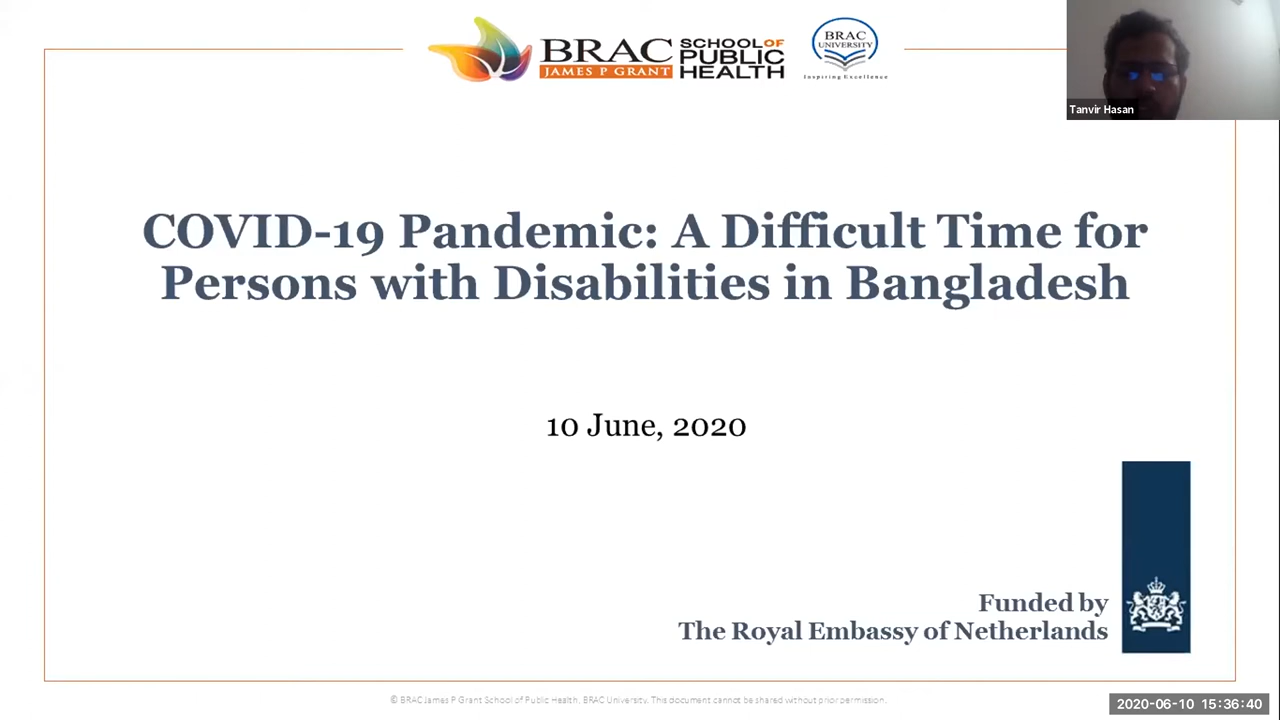 BRAC
JAMES P GRANT
SCHOOL OF
PUBLIC
HEALTH
BRAC
UNIVERSITY
Inspiring Excellence
Tanvir Hasan
COVID-19 Pandemic: A Difficult Time for
Persons with Disabilities in Bangladesh
10 June, 2020
Funded by
The Royal Embassy of Netherlands
© BRAC James P Grant School of Public Health, BRAC University. This document cannot be shared without prior permission.
2020-06-10 15:36:40